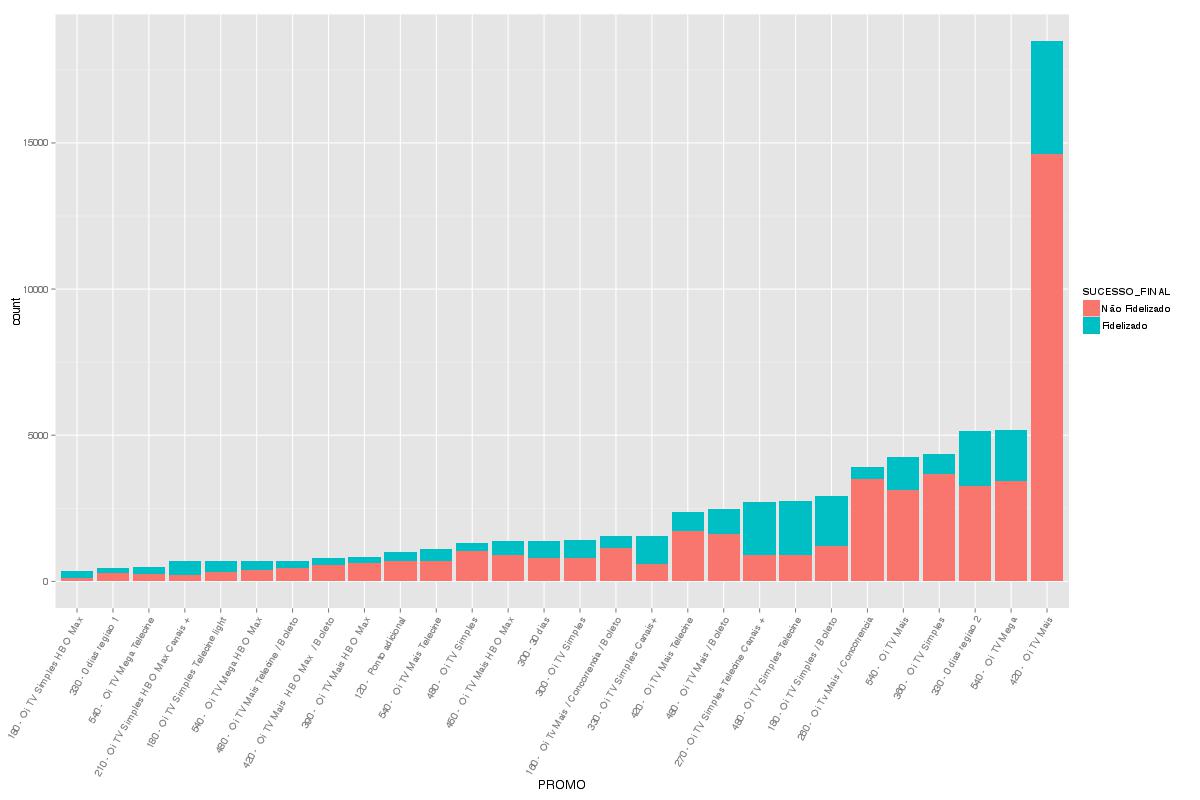 15000
10000
5000
0
count
180 - Oi TV Simples HBO Max
330 - 0 dias regiao 1
540 - Oi TV Mega Telecine
210 - Oi TV Simples HBO Max Canais +
180 - Oi TV Simples Telecine light
540 - Oi TV Mega HBO Max
480 - Oi TV Mais Telecine / Boleto
420 - Oi TV Mais HBO Max / Boleto
390 - Oi TV Mais HBO Max
120 - Ponto adicional
540 - Oi TV Mais Telecine
480 - Oi TV Simples
450 - Oi TV Mais HBO Max
300 - 30 dias
300 - Oi TV Simples
180 - Oi Tv Mais / Concorrenda / Boleto
330 - Oi TV Simples Canais+
420 - Oi TV Mais Telecine
480 - Oi TV Mais / Boleto
270 - Oi TV Simples Telecine Canais +
480 - Oi TV Simples Telecine
180 - Oi TV Simples / Boleto
280 - Oi Tv Mais / Concorrencia
540 - Oi TV Mais
360 - Oi TV Simples
330 - 0 dias regiao 2
540 - Oi TV Mega
420 - Oi TV Mais
PROMO
SUCESSO_FINAL
Não Fidelizado
Fidelizado